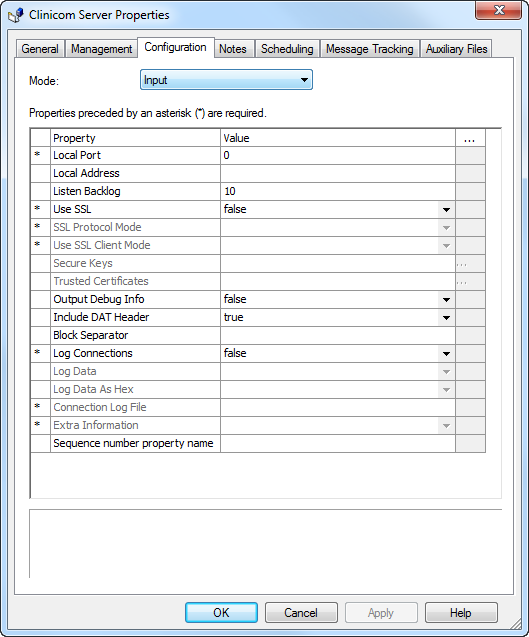 Clinicom Server Properties
General Management Configuration Notes Scheduling Message Tracking Auxiliary Files
Mode: Input
Properties preceded by an asterisk (*) are required.
Property Value ...
* Local Port 0
Local Address
Listen Backlog 10
* Use SSL false
* SSL Protocol Mode
* Use SSL Client Mode
Secure Keys ...
Trusted Certificates ...
Output Debug Info false
Include DAT Header true
Block Separator
* Log Connections false
Log Data
Log Data As Hex
* Connection Log File
* Extra Information
Sequence number property name
OK Cancel Apply Help